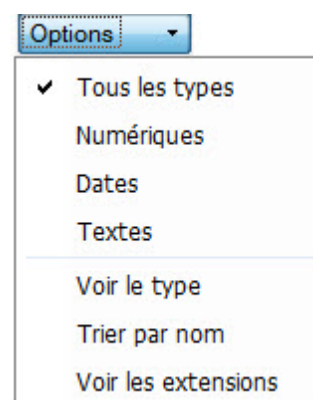 Options
Tous les types
Numériques
Dates
Textes
Voir le type
Trier par nom
Voir les extensions